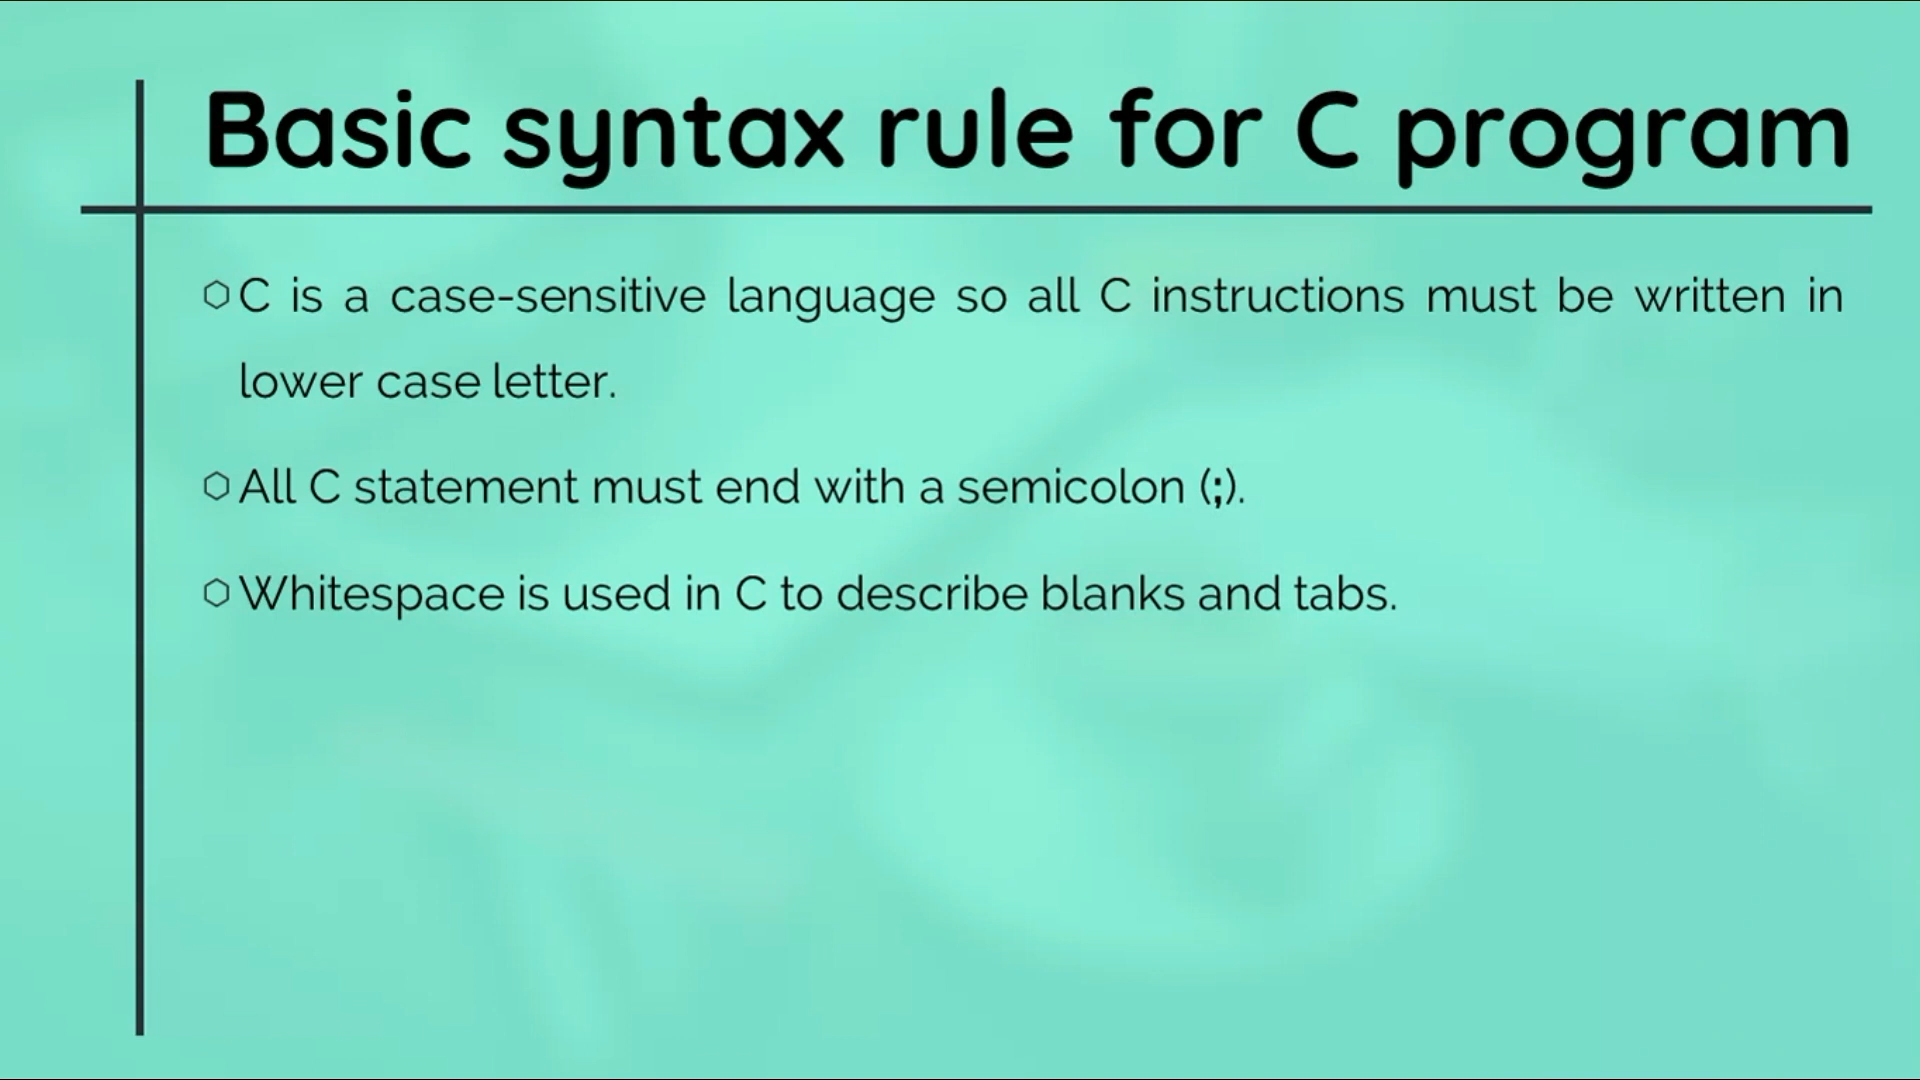 Basic syntax rule for C program
C is a case-sensitive language so all C instructions must be written in
lower case letter.
All C statement must end with a semicolon (;).
Whitespace is used in C to describe blanks and tabs.